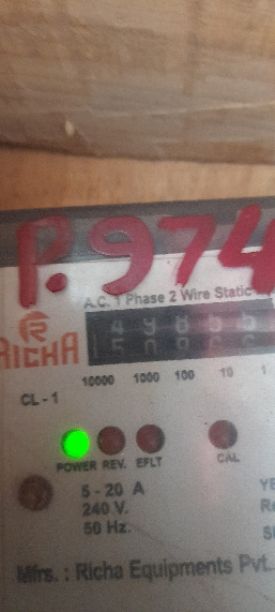 P.974
A.C. 1 Phase 2 Wire Static
RICHA
10000 1000 100 10 1
CL - 1
POWER REV. EFLT CAL
5 - 20 A
240 V.
50 Hz.
Mfrs. : Richa Equipments Pvt.